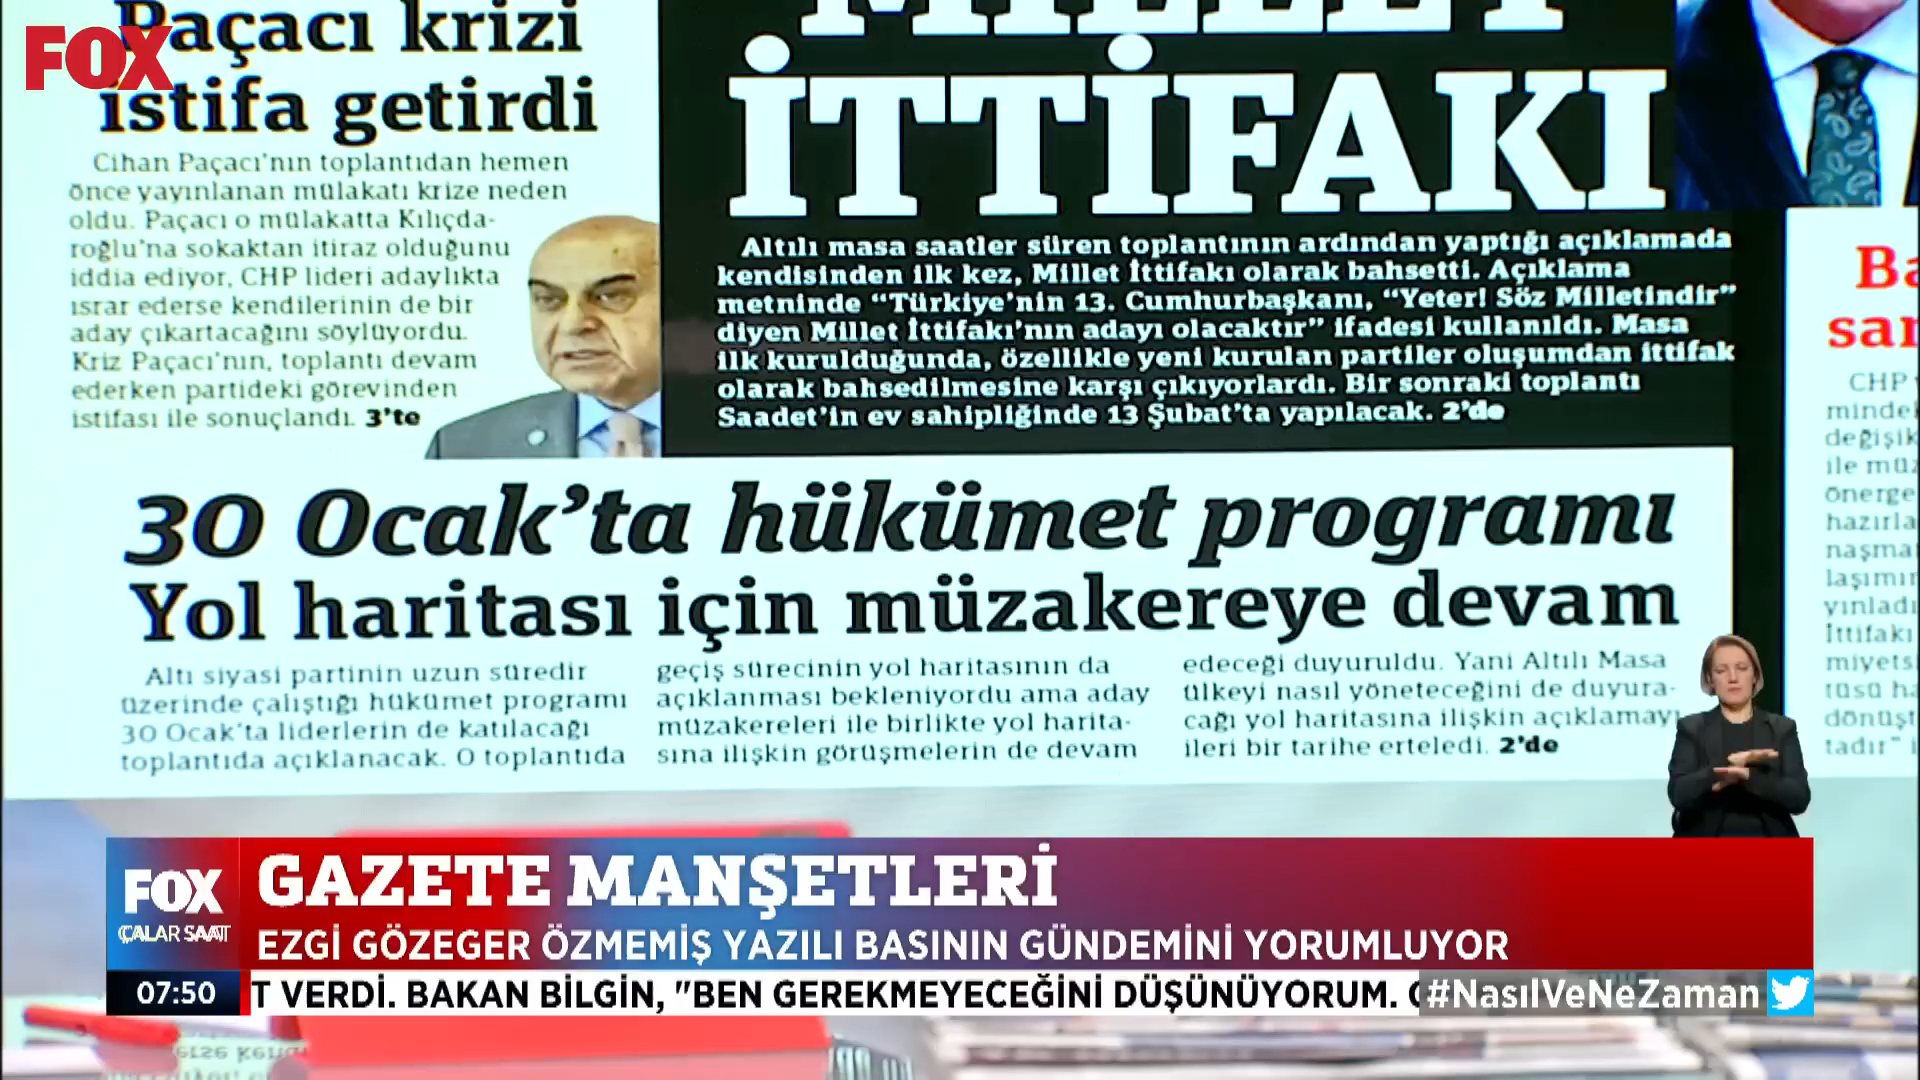 FOX
Paçacı krizi
istifa getirdi
Cihan Paçacı'nın toplantıdan hemen
önce yayınlanan mülakatı krize neden
oldu. Paçacı o mülakatta Kılıçda-
roğlu'na sokaktan itiraz olduğunu
iddia ediyor, CHP lideri adaylıkta
ısrar ederse kendilerinin de bir
aday çıkartacağını söylüyordu.
Kriz Paçacı'nın, toplantı devam
ederken partideki görevinden
istifası ile sonuçlandı. 3'te
MİLLET
İTTİFAKI
Altılı masa saatler süren toplantının ardından yaptığı açıklamada
kendisinden ilk kez, Millet İttifakı olarak bahsetti. Açıklama
metninde “Türkiye'nin 13. Cumhurbaşkanı, “Yeter! Söz Milletindir”
diyen Millet İttifakı'nın adayı olacaktır” ifadesi kullanıldı. Masa
ilk kurulduğunda, özellikle yeni kurulan partiler oluşumdan ittifak
olarak bahsedilmesine karşı çıkıyorlardı. Bir sonraki toplantı
Saadet'in ev sahipliğinde 13 Şubat'ta yapılacak. 2'de
30 Ocak'ta hükümet programı
Yol haritası için müzakereye devam
Altı siyasi partinin uzun süredir
üzerinde çalıştığı hükümet programı
30 Ocak'ta liderlerin de katılacağı
toplantıda açıklanacak. O toplantıda
geçiş sürecinin yol haritasının da
açıklanması bekleniyordu ama aday
müzakereleri ile birlikte yol harita-
sına ilişkin görüşmelerin de devam
edeceği duyuruldu. Yani Altılı Masa
ülkeyi nasıl yöneteceğini de duyura-
cağı yol haritasına ilişkin açıklamayı
ileri bir tarihe erteledi. 2'de
CHP
ile
İttifakı
FOX
ÇALAR SAAT
GAZETE MANŞETLERİ
EZGİ GÖZEGER ÖZMEMİŞ YAZILI BASININ GÜNDEMİNİ YORUMLUYOR
07:50
T VERDİ. BAKAN BİLGİN, "BEN GEREKMEYECEĞİNİ DÜŞÜNÜYORUM.
#NasılVeNeZaman